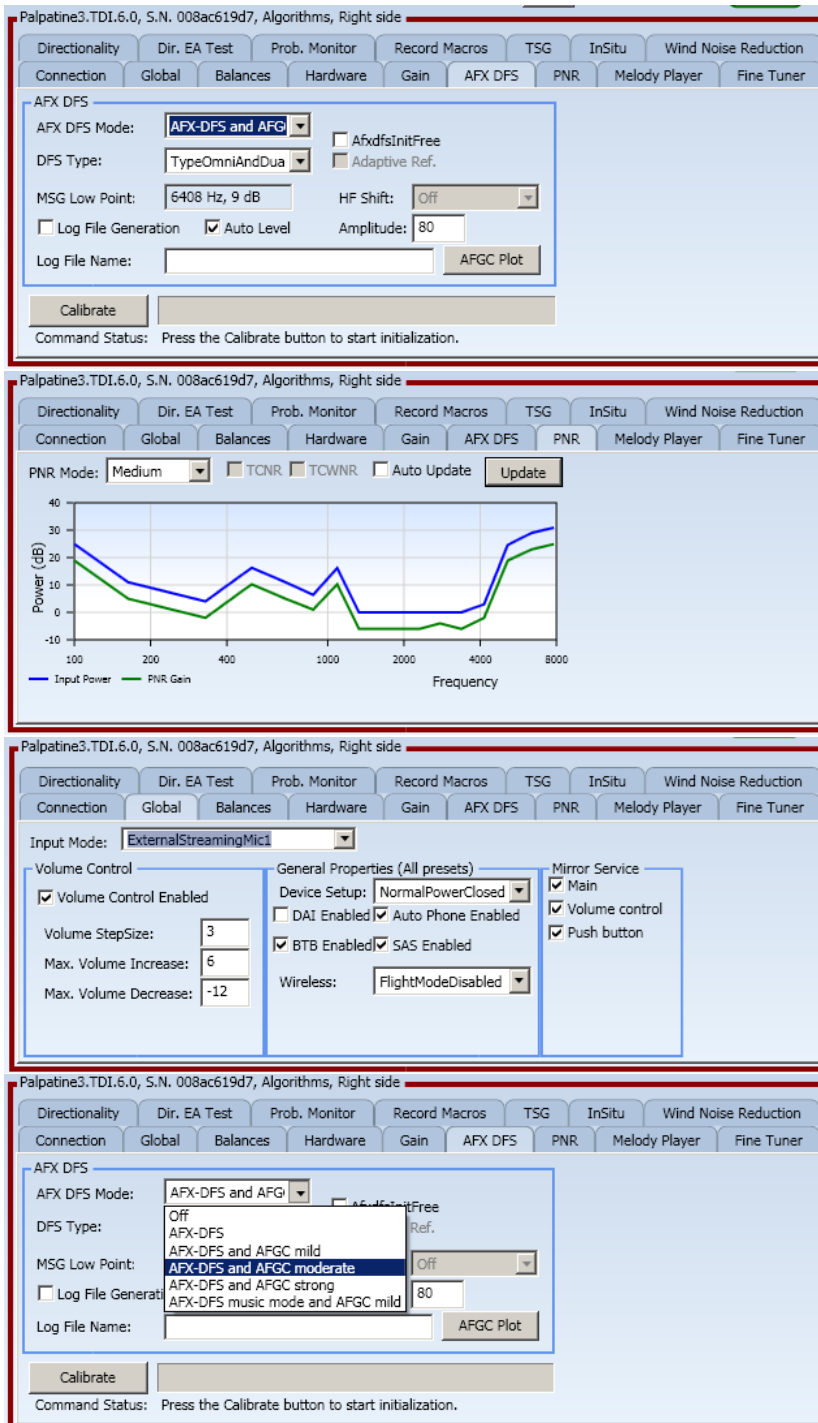 Palpatine3.TDI.6.0, S.N. 008ac619d7, Algorithms, Right side
Directionality Dir. EA Test Prob. Monitor Record Macros TSG InSitu Wind Noise Reduction
Connection Global Balances Hardware Gain AFX DFS PNR Melody Player Fine Tuner
AFX DFS
AFX DFS Mode: AFX-DFS and AFG
AfxdfsInitFree
DFS Type: TypeOmniAndDua Adaptive Ref.
MSG Low Point: 6408 Hz, 9 dB HF Shift: Off
Log File Generation Auto Level Amplitude: 80
Log File Name: AFGC Plot
Calibrate
Command Status: Press the Calibrate button to start initialization.
Palpatine3.TDI.6.0, S.N. 008ac619d7, Algorithms, Right side
Directionality Dir. EA Test Prob. Monitor Record Macros TSG InSitu Wind Noise Reduction
Connection Global Balances Hardware Gain AFX DFS PNR Melody Player Fine Tuner
PNR Mode: Medium TCNR TCWNR Auto Update Update
Power (dB)
40
30
20
10
0
-10
100 200 400 1000 2000 4000 8000
Input Power PNR Gain Frequency
Palpatine3.TDI.6.0, S.N. 008ac619d7, Algorithms, Right side
Directionality Dir. EA Test Prob. Monitor Record Macros TSG InSitu Wind Noise Reduction
Connection Global Balances Hardware Gain AFX DFS PNR Melody Player Fine Tuner
Input Mode: ExternalStreamingMic1
Volume Control
Volume Control Enabled
Volume StepSize: 3
Max. Volume Increase: 6
Max. Volume Decrease: -12
General Properties (All presets)
Device Setup: NormalPowerClosed
DAI Enabled Auto Phone Enabled
BTB Enabled SAS Enabled
Wireless: FlightModeDisabled
Mirror Service
Main
Volume control
Push button
Palpatine3.TDI.6.0, S.N. 008ac619d7, Algorithms, Right side
Directionality Dir. EA Test Prob. Monitor Record Macros TSG InSitu Wind Noise Reduction
Connection Global Balances Hardware Gain AFX DFS PNR Melody Player Fine Tuner
AFX DFS
AFX DFS Mode: AFX-DFS and AFG
DFS Type: Ref.
Off
AFX-DFS
AFX-DFS and AFGC mild
AFX-DFS and AFGC moderate
AFX-DFS and AFGC strong
AFX-DFS music mode and AFGC mild
MSG Low Point: Off
Log File Generati 80
Log File Name: AFGC Plot
Calibrate
Command Status: Press the Calibrate button to start initialization.